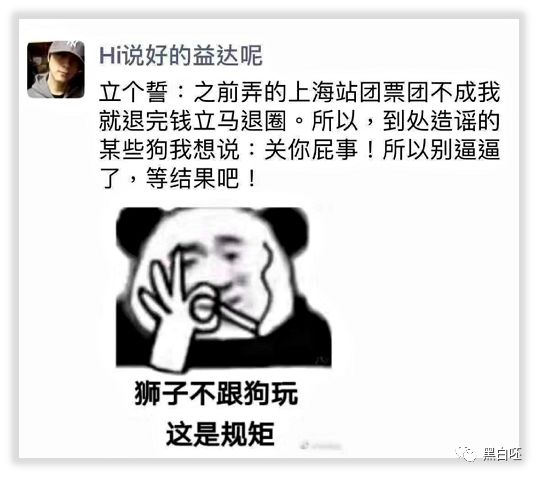 Hi说好的益达呢
立个誓：之前弄的上海站团票团不成我
就退完钱立马退圈。所以，到处造谣的
某些狗我想说：关你屁事！所以别逼逼
了，等结果吧！
狮子不跟狗玩
这是规矩
黑白坯